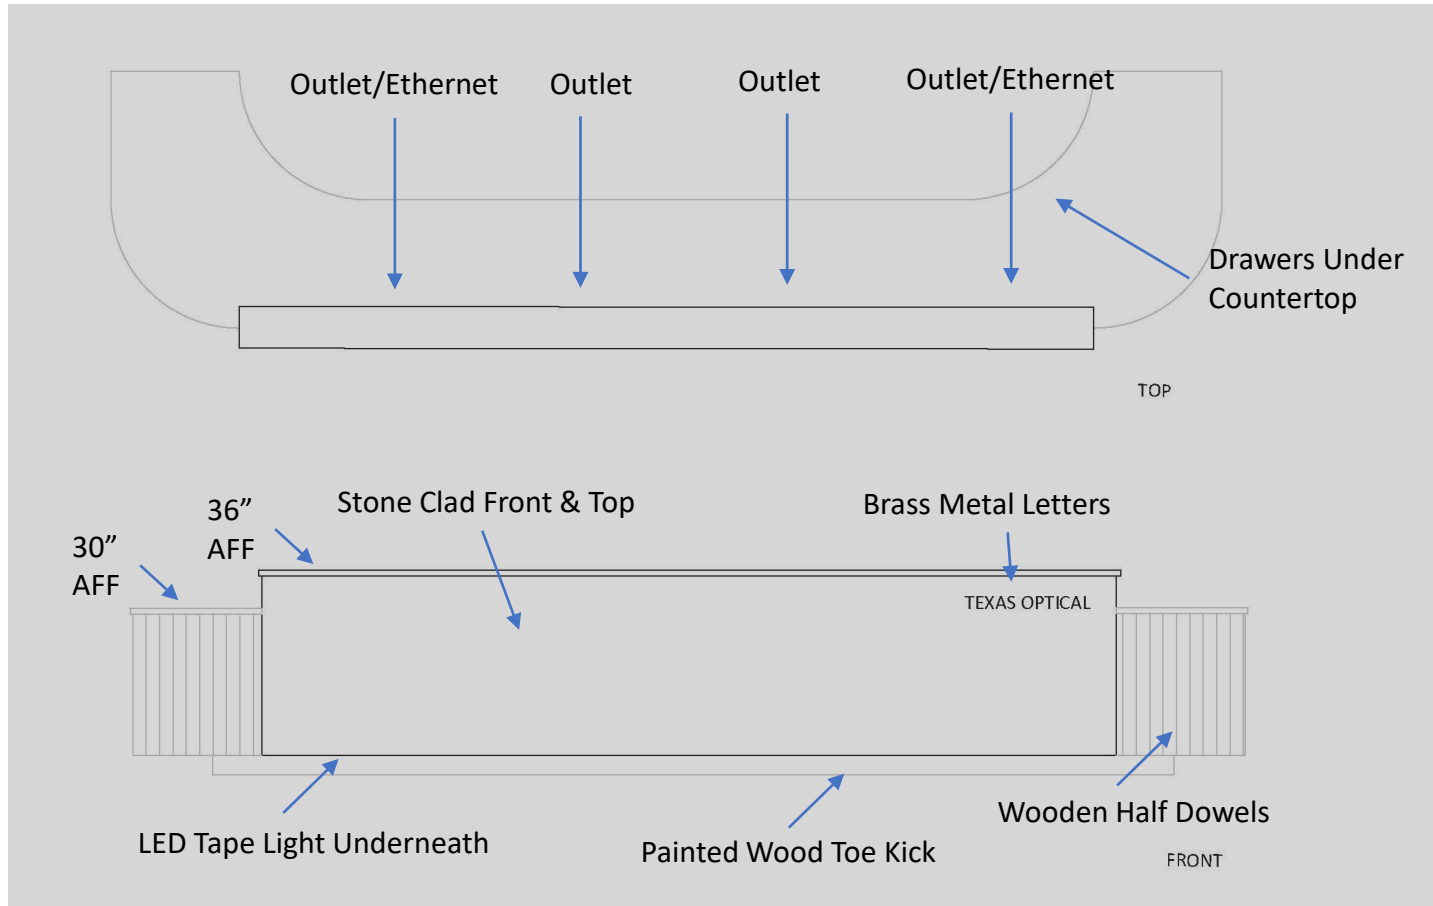 Outlet/Ethernet
Outlet
Outlet
Outlet/Ethernet
Drawers Under
Countertop
TOP
36”
AFF
Stone Clad Front & Top
Brass Metal Letters
30”
AFF
TEXAS OPTICAL
LED Tape Light Underneath
Painted Wood Toe Kick
Wooden Half Dowels
FRONT